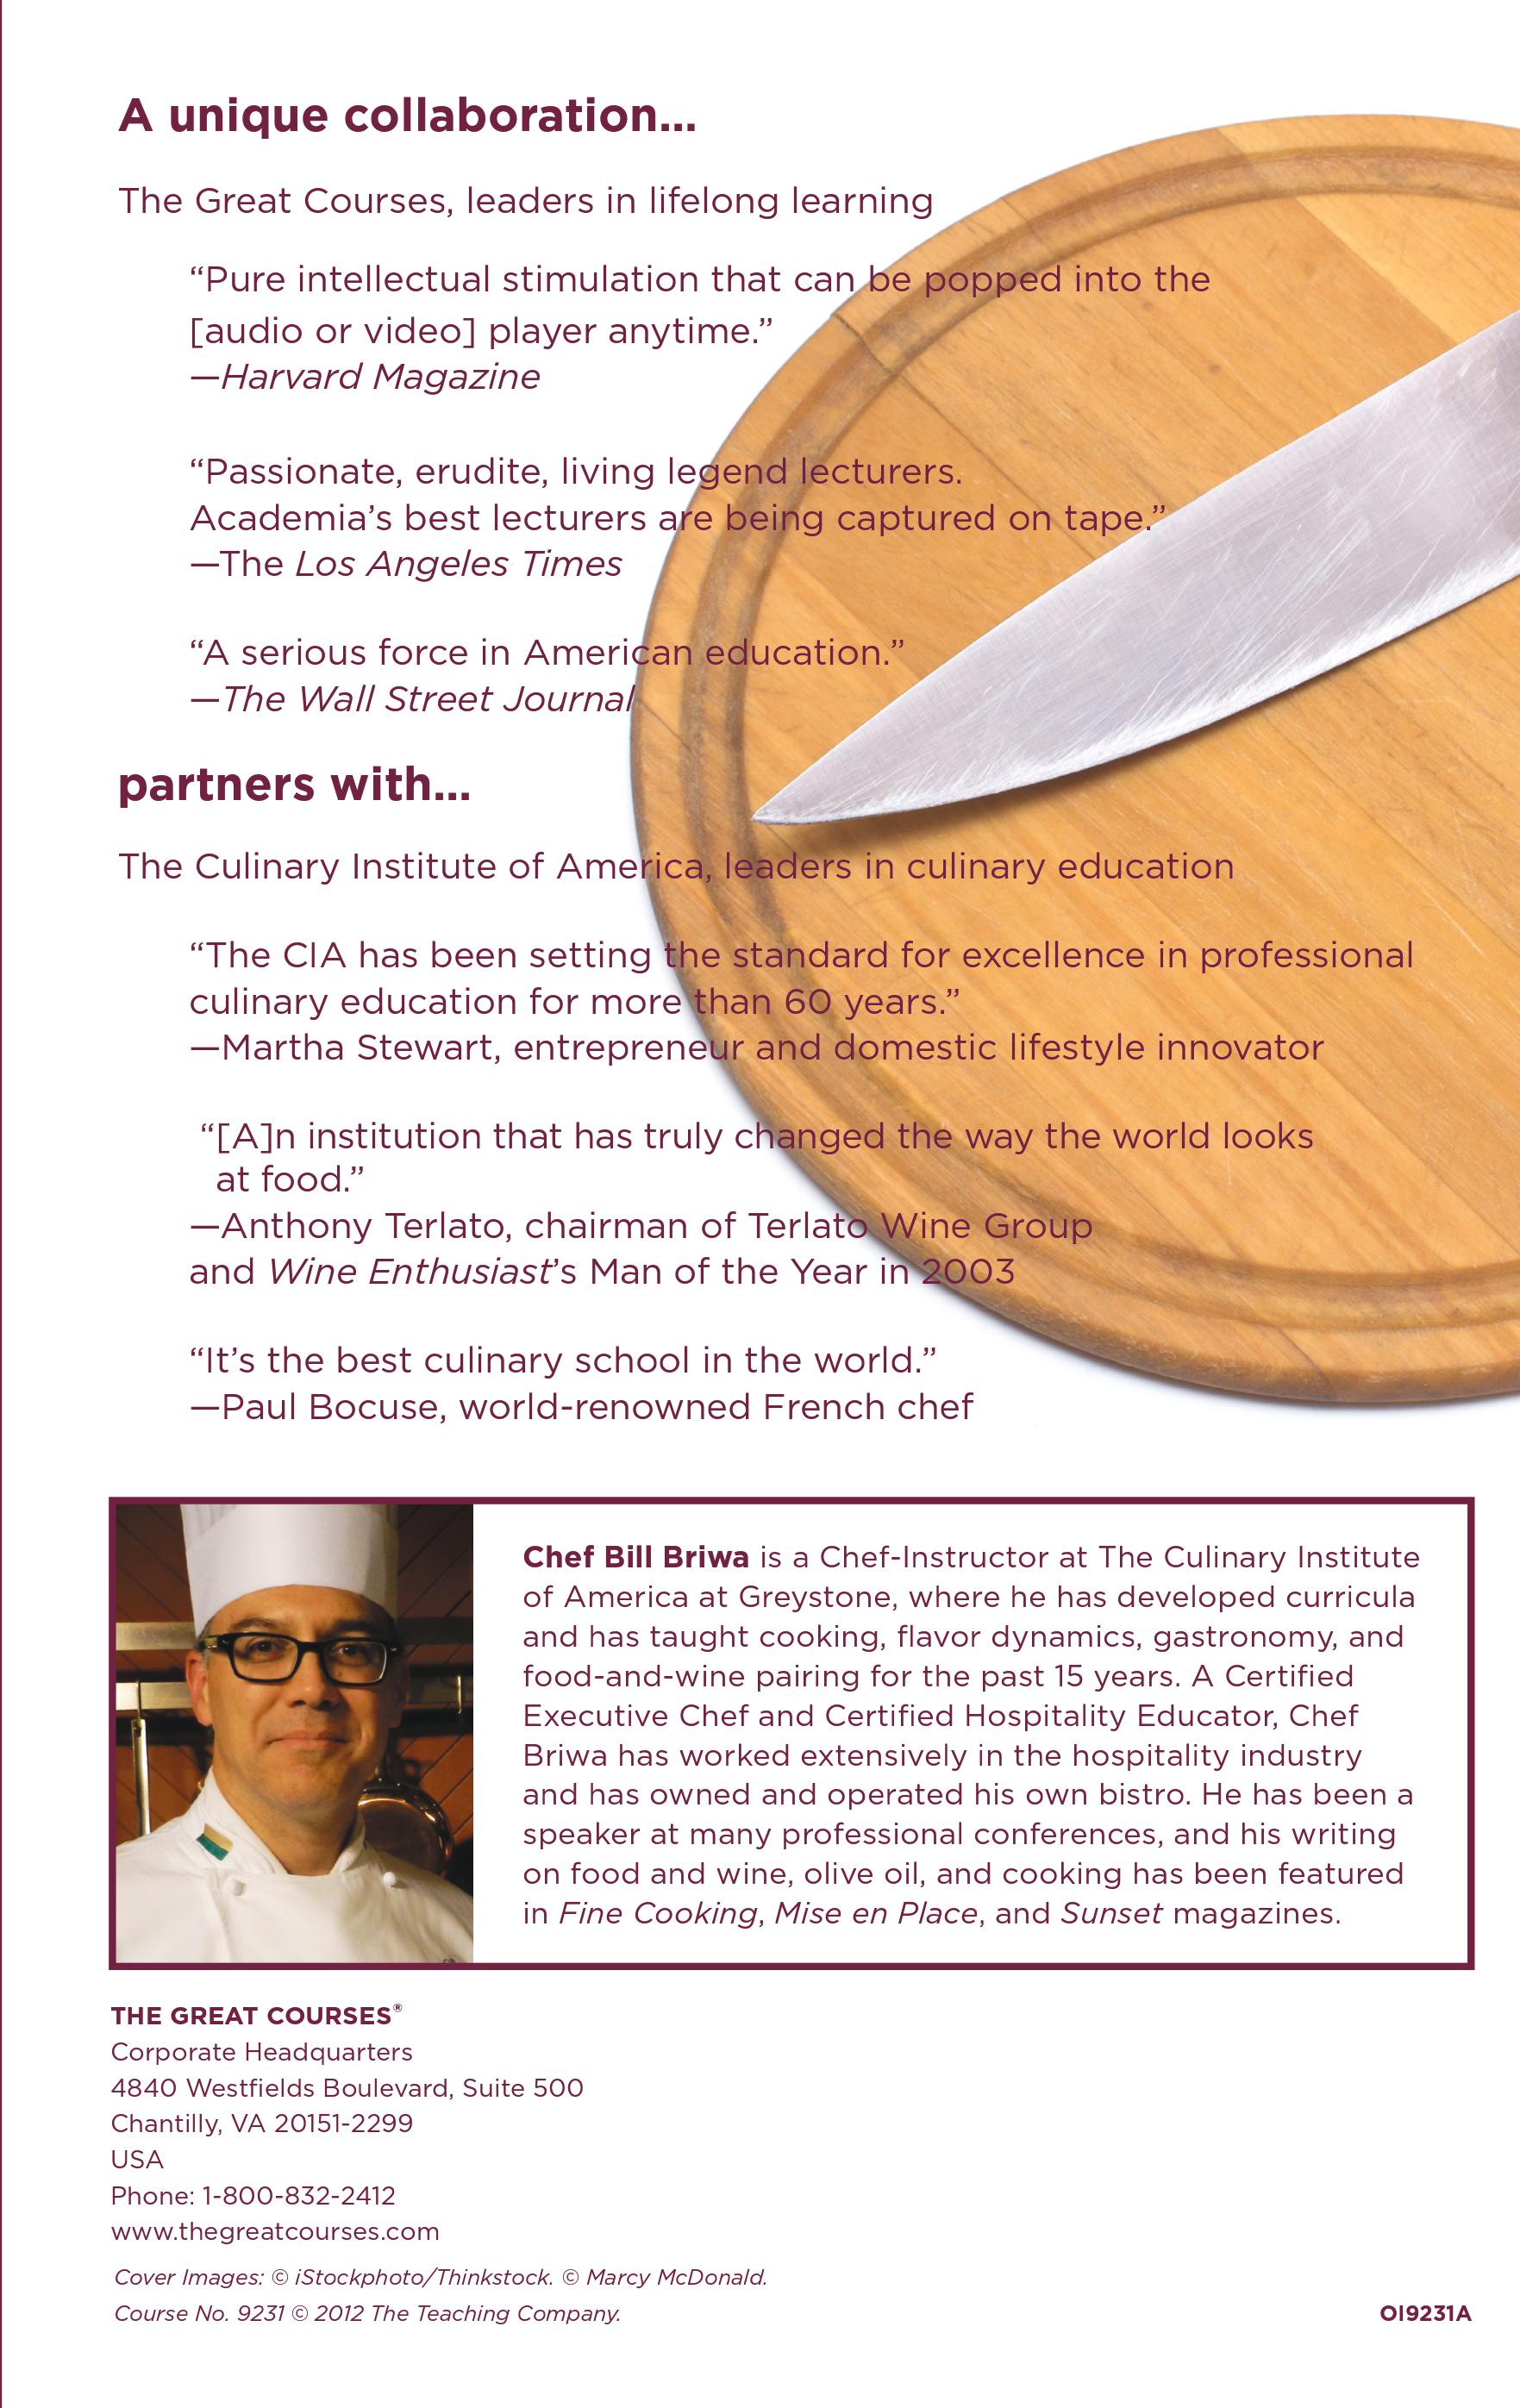 A unique collaboration...
The Great Courses, leaders in lifelong learning
“Pure intellectual stimulation that can be popped into the
[audio or video] player anytime.”
—Harvard Magazine
“Passionate, erudite, living legend lecturers.
Academia’s best lecturers are being captured on tape.”
—The Los Angeles Times
“A serious force in American education.”
—The Wall Street Journal
partners with...
The Culinary Institute of America, leaders in culinary education
“The CIA has been setting the standard for excellence in professional
culinary education for more than 60 years.”
—Martha Stewart, entrepreneur and domestic lifestyle innovator
“[A]n institution that has truly changed the way the world looks
at food.”
—Anthony Terlato, chairman of Terlato Wine Group
and Wine Enthusiast’s Man of the Year in 2003
“It’s the best culinary school in the world.”
—Paul Bocuse, world-renowned French chef
Chef Bill Briwa is a Chef-Instructor at The Culinary Institute
of America at Greystone, where he has developed curricula
and has taught cooking, flavor dynamics, gastronomy, and
food-and-wine pairing for the past 15 years. A Certified
Executive Chef and Certified Hospitality Educator, Chef
Briwa has worked extensively in the hospitality industry
and has owned and operated his own bistro. He has been a
speaker at many professional conferences, and his writing
on food and wine, olive oil, and cooking has been featured
in Fine Cooking, Mise en Place, and Sunset magazines.
THE GREAT COURSES®
Corporate Headquarters
4840 Westfields Boulevard, Suite 500
Chantilly, VA 20151-2299
USA
Phone: 1-800-832-2412
www.thegreatcourses.com
Cover Images: © iStockphoto/Thinkstock. © Marcy McDonald.
Course No. 9231 © 2012 The Teaching Company.
OI9231A